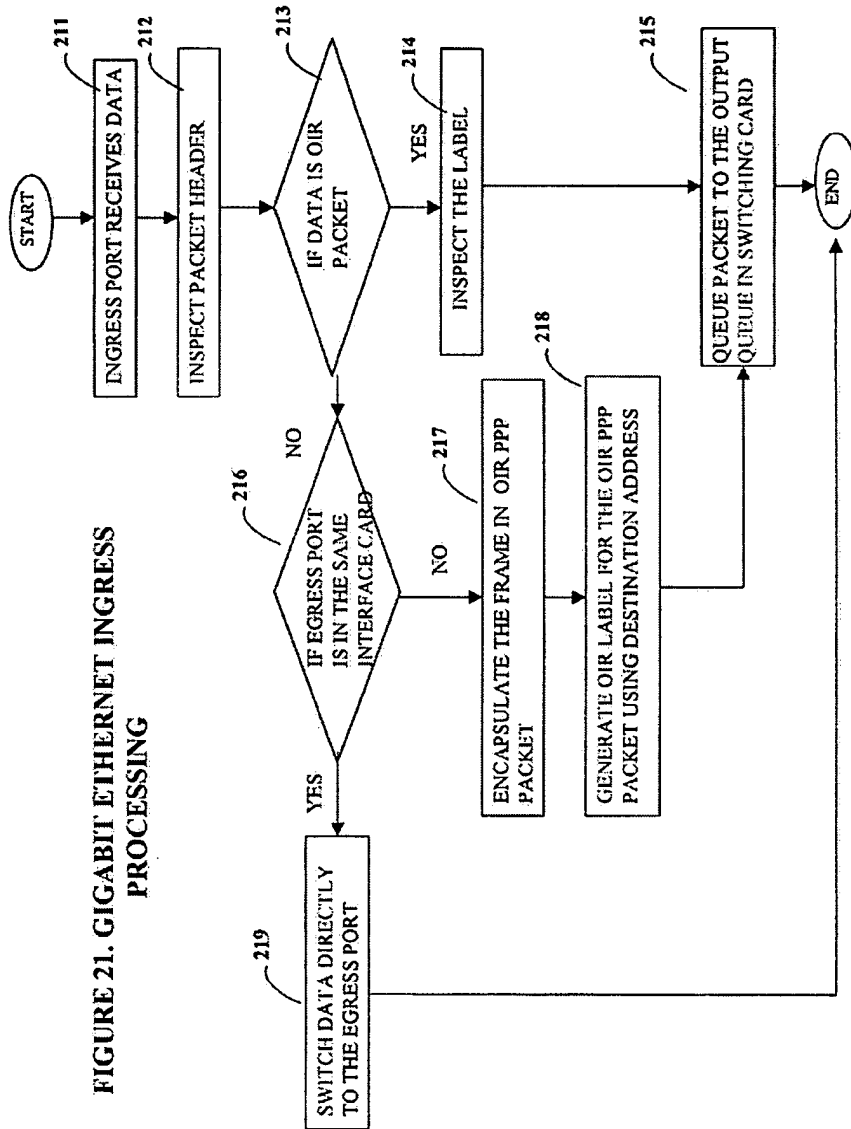 FIGURE 21. GIGABIT ETHERNET INGRESS
PROCESSING
START
211
INGRESS PORT RECEIVES DATA
212
INSPECT PACKET HEADER
213
IF DATA IS OIR
PACKET
YES
214
INSPECT THE LABEL
215
QUEUE PACKET TO THE OUTPUT
QUEUE IN SWITCHING CARD
END
NO
216
IF EGRESS PORT
IS IN THE SAME
INTERFACE CARD
NO
217
ENCAPSULATE THE FRAME IN OIR PPP
PACKET
218
GENERATE OIR LABEL FOR THE OIR PPP
PACKET USING DESTINATION ADDRESS
YES
219
SWITCH DATA DIRECTLY
TO THE EGRESS PORT